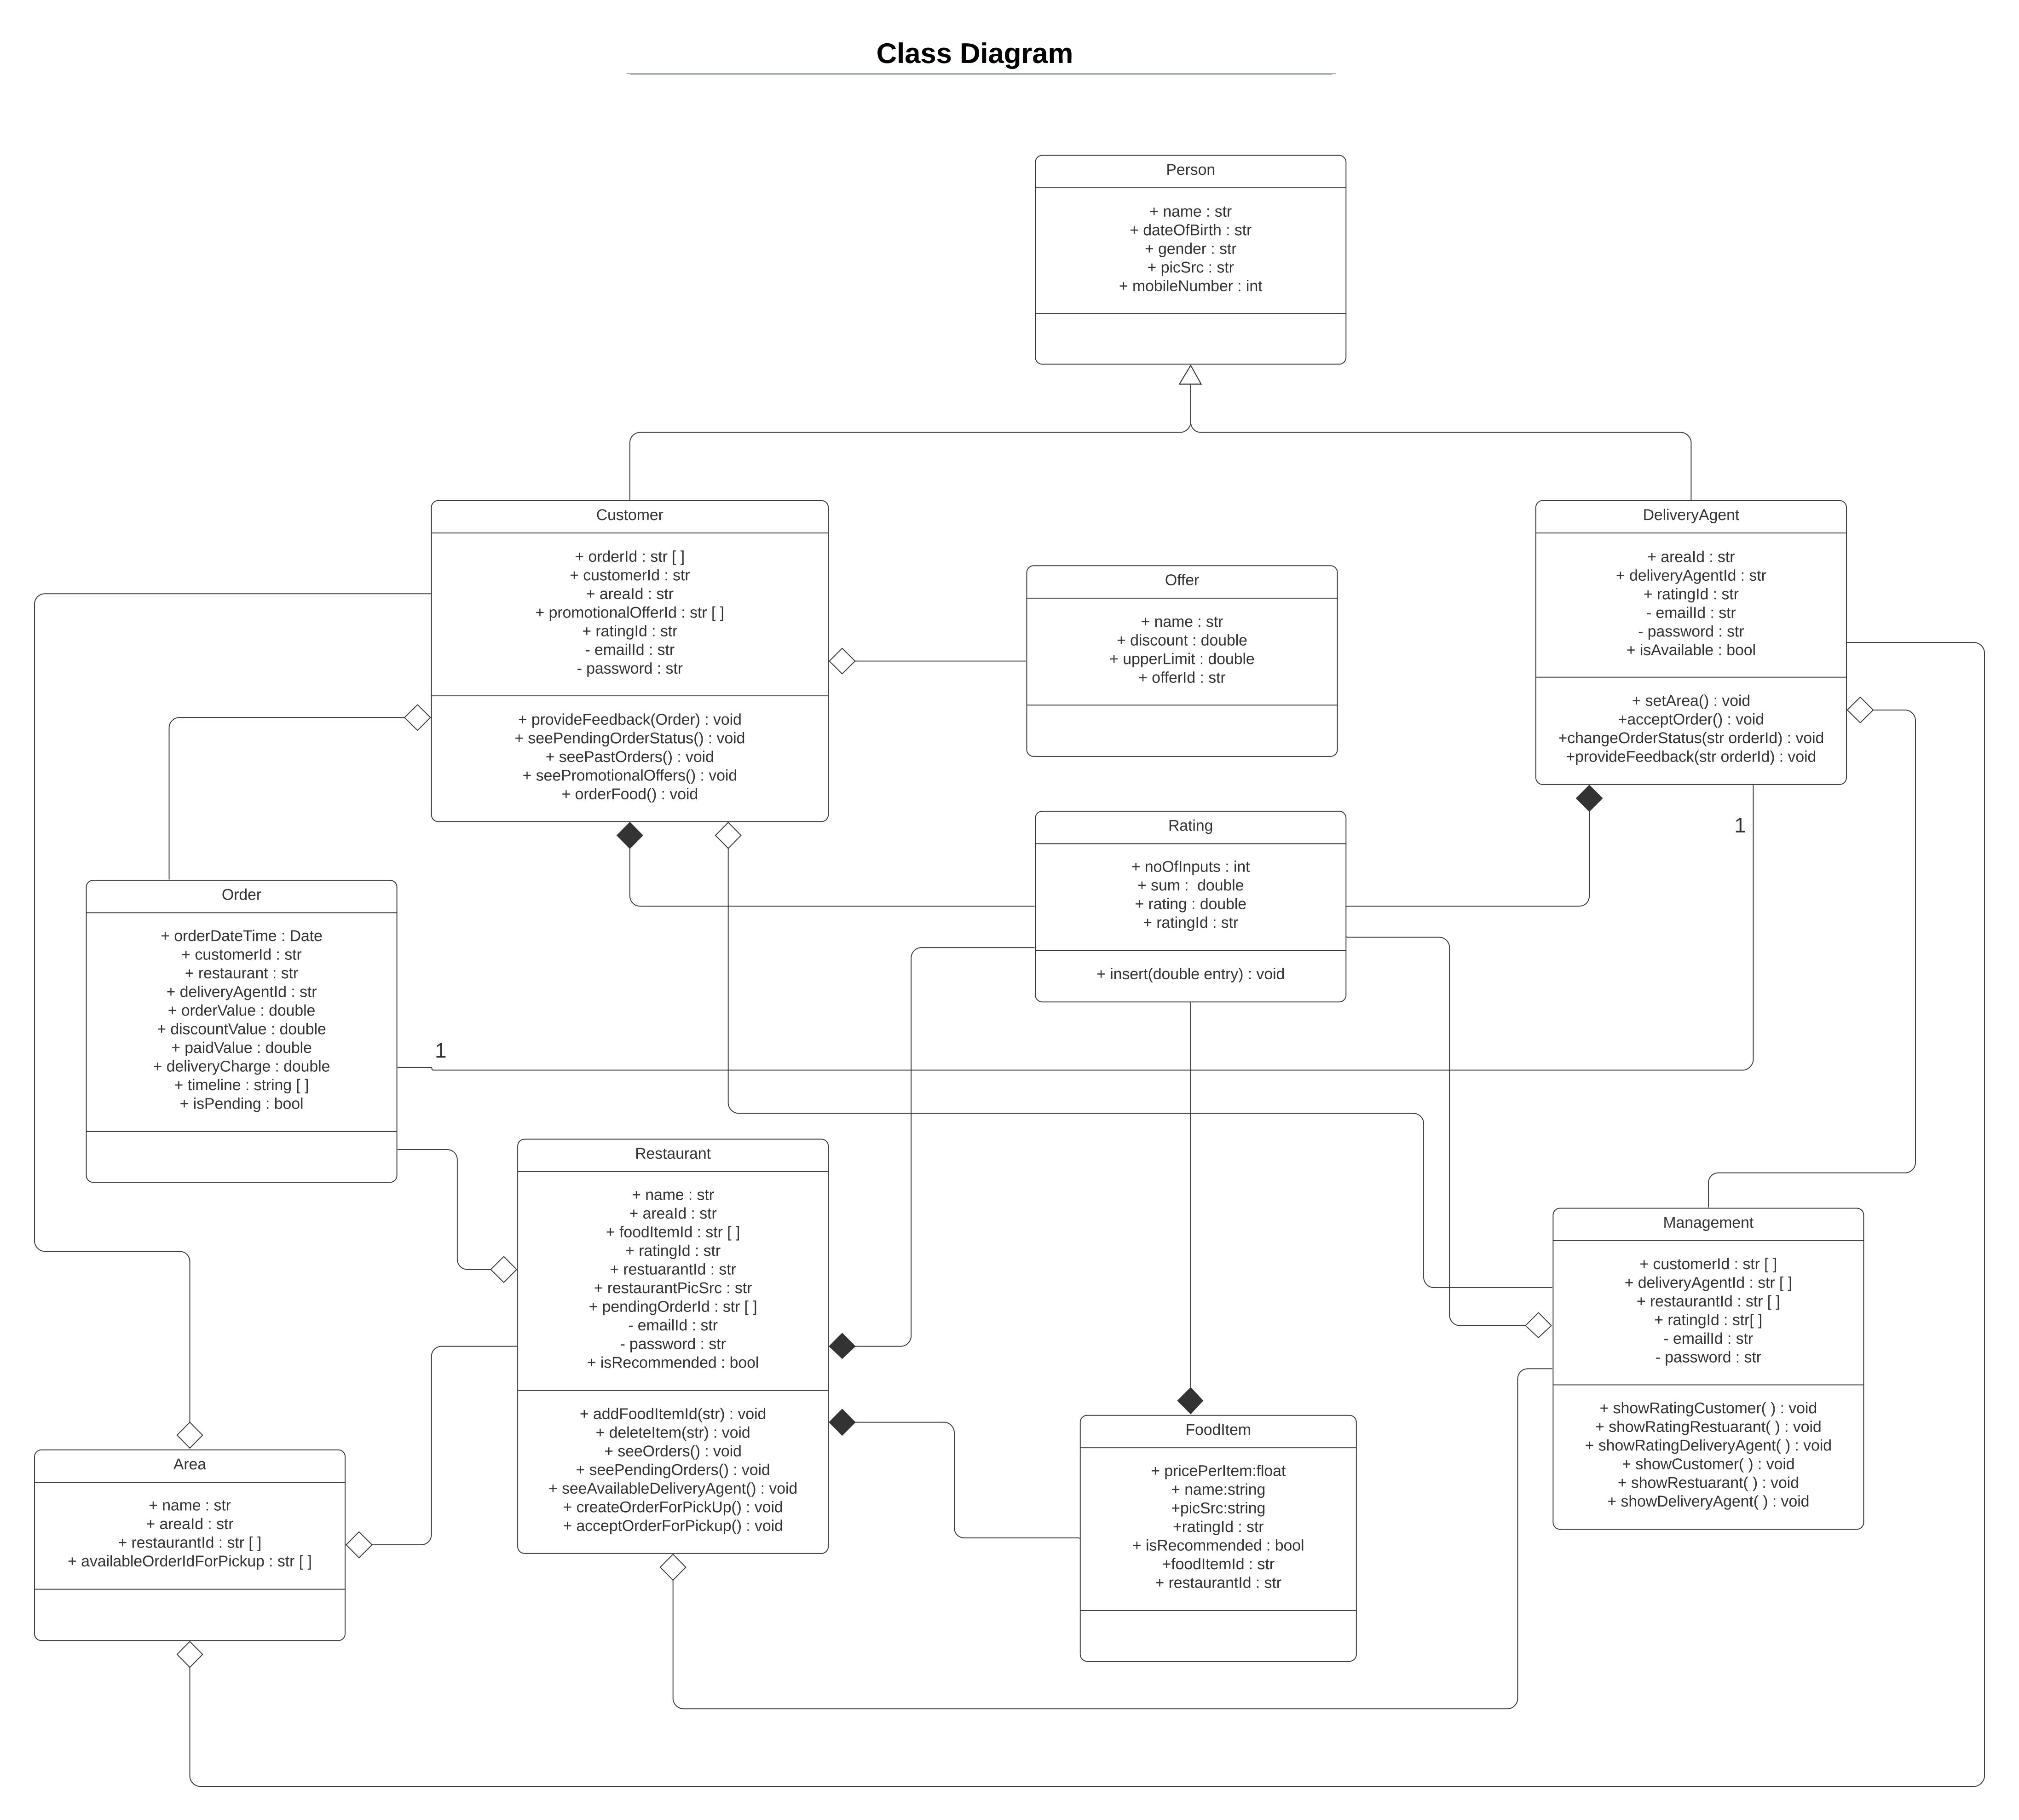 Class Diagram
Person
+ name : str
+ dateOfBirth : str
+ gender : str
+ picSrc : str
+ mobileNumber : int
Customer
+ orderId : str [ ]
+ customerId : str
+ areaId : str
+ promotionalOfferId : str [ ]
+ ratingId : str
- emailId : str
- password : str
+ provideFeedback(Order) : void
+ seePendingOrderStatus() : void
+ seePastOrders() : void
+ seePromotionalOffers() : void
+ orderFood() : void
Offer
+ name : str
+ discount : double
+ upperLimit : double
+ offerId : str
DeliveryAgent
+ areaId : str
+ deliveryAgentId : str
+ ratingId : str
- emailId : str
- password : str
+ isAvailable : bool
+ setArea() : void
+acceptOrder() : void
+changeOrderStatus(str orderId) : void
+provideFeedback(str orderId) : void
1
Rating
+ noOfInputs : int
+ sum :  double
+ rating : double
+ ratingId : str
+ insert(double entry) : void
Order
+ orderDateTime : Date
+ customerId : str
+ restaurant : str
+ deliveryAgentId : str
+ orderValue : double
+ discountValue : double
+ paidValue : double
+ deliveryCharge : double
+ timeline : string [ ]
+ isPending : bool
1
Restaurant
+ name : str
+ areaId : str
+ foodItemId : str [ ]
+ ratingId : str
+ restuarantId : str
+ restaurantPicSrc : str
+ pendingOrderId : str [ ]
- emailId : str
- password : str
+ isRecommended : bool
+ addFoodItemId(str) : void
+ deleteItem(str) : void
+ seeOrders() : void
+ seePendingOrders() : void
+ seeAvailableDeliveryAgent() : void
+ createOrderForPickUp() : void
+ acceptOrderForPickup() : void
Management
+ customerId : str [ ]
+ deliveryAgentId : str [ ]
+ restaurantId : str [ ]
+ ratingId : str[ ]
- emailId : str
- password : str
+ showRatingCustomer( ) : void
+ showRatingRestuarant( ) : void
+ showRatingDeliveryAgent( ) : void
+ showCustomer( ) : void
+ showRestuarant( ) : void
+ showDeliveryAgent( ) : void
FoodItem
+ pricePerItem:float
+ name:string
+picSrc:string
+ratingId : str
+ isRecommended : bool
+foodItemId : str
+ restaurantId : str
Area
+ name : str
+ areaId : str
+ restaurantId : str [ ]
+ availableOrderIdForPickup : str [ ]